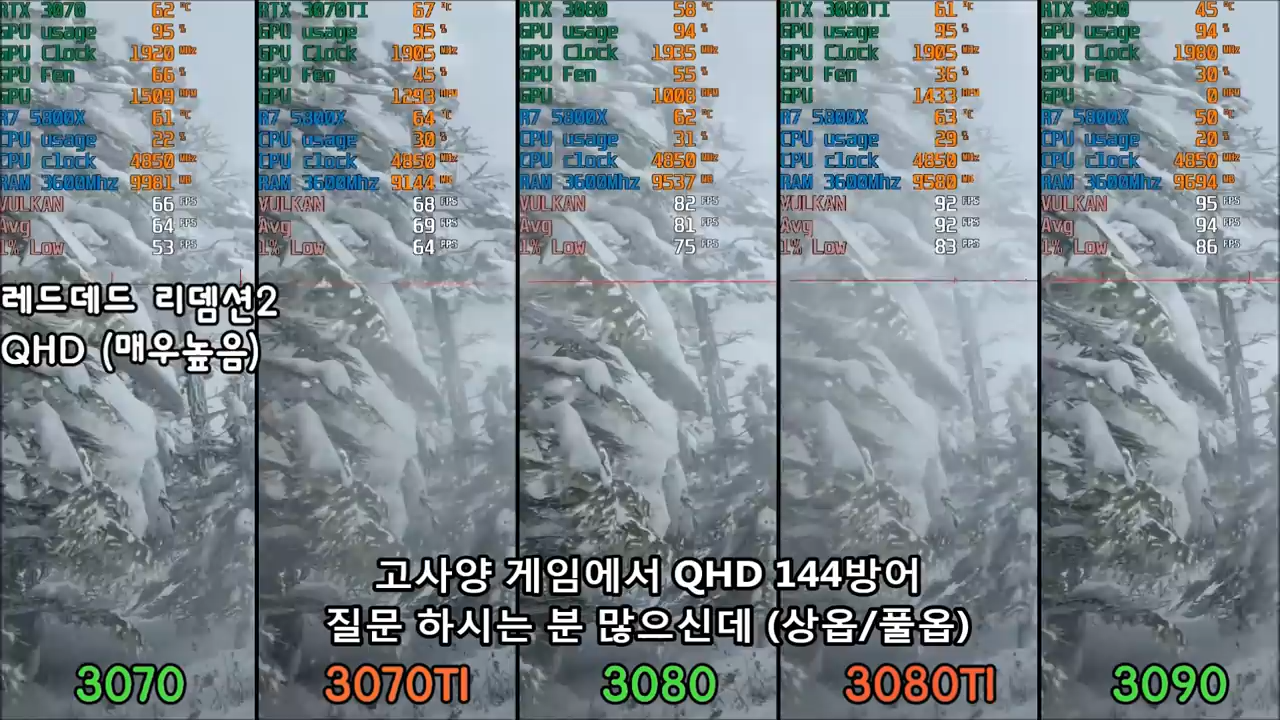 RTX 3070 62 °C
GPU usage 95 %
GPU Clock 1920 MHz
GPU Fen 66 %
GPU 1509 RPM
R7 5800X 61 °C
CPU usage 22 %
CPU clock 4850 MHz
RAM 3600Mhz 9981 MB
VULKAN 66 FPS
Avg 64 FPS
1% Low 53 FPS
RTX 3070TI 67 °C
GPU usage 95 %
GPU Clock 1905 MHz
GPU Fen 45 %
GPU 1293 RPM
R7 5800X 64 °C
CPU usage 30 %
CPU clock 4850 MHz
RAM 3600Mhz 9144 MB
VULKAN 68 FPS
Avg 69 FPS
1% Low 64 FPS
RTX 3080 58 °C
GPU usage 94 %
GPU Clock 1935 MHz
GPU Fen 55 %
GPU 1008 RPM
R7 5800X 62 °C
CPU usage 31 %
CPU clock 4850 MHz
RAM 3600Mhz 9537 MB
VULKAN 82 FPS
Avg 81 FPS
1% Low 75 FPS
RTX 3080TI 61 °C
GPU usage 95 %
GPU Clock 1905 MHz
GPU Fen 36 %
GPU 1433 RPM
R7 5800X 63 °C
CPU usage 29 %
CPU clock 4850 MHz
RAM 3600Mhz 9580 MB
VULKAN 92 FPS
Avg 92 FPS
1% Low 83 FPS
RTX 3090 45 °C
GPU usage 94 %
GPU Clock 1980 MHz
GPU Fen 30 %
GPU 0 RPM
R7 5800X 50 °C
CPU usage 20 %
CPU clock 4850 MHz
RAM 3600Mhz 9694 MB
VULKAN 95 FPS
Avg 94 FPS
1% Low 86 FPS
레드데드 리뎀션2
QHD (매우높음)
고사양 게임에서 QHD 144방어
질문 하시는 분 많으신데 (상옵/풀옵)
3070
3070TI
3080
3080TI
3090